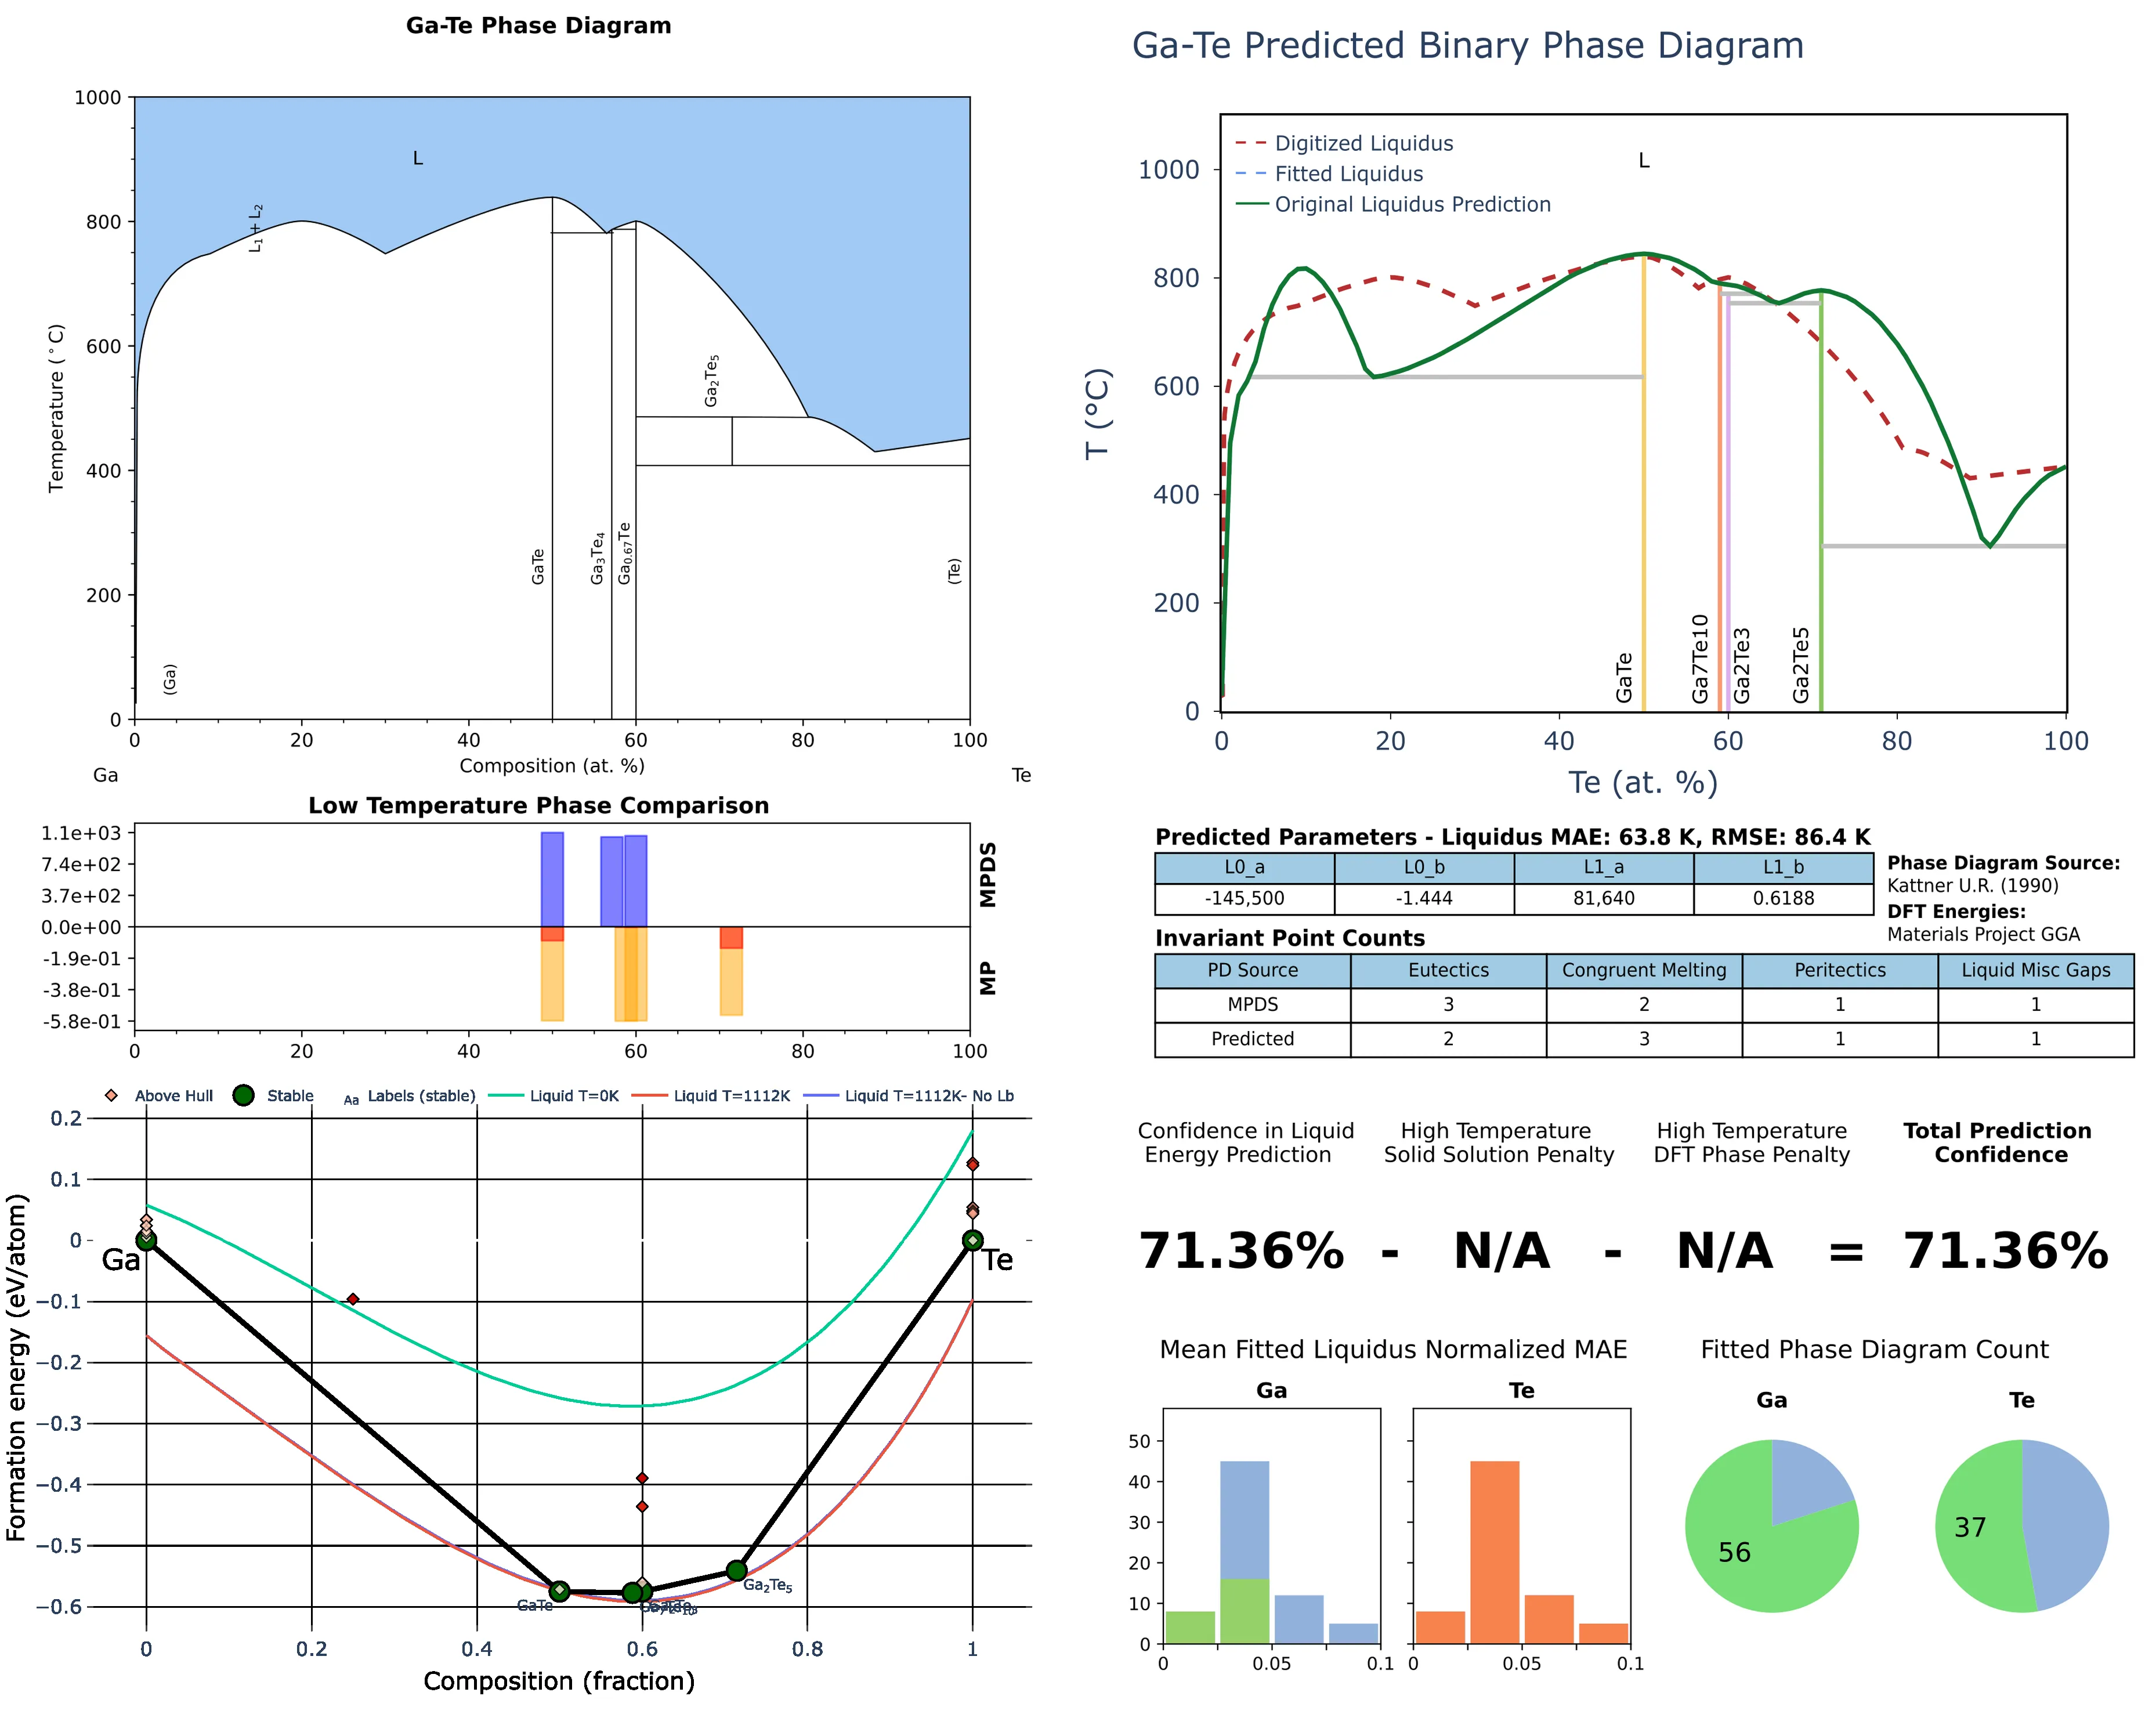 Ga-Te Phase Diagram
1000
800
600
400
200
0
Temperature (°C)
L
L₁ + L₂
Ga₂Te₅
GaTe
Ga₃Te₄
Ga₀.₆₇Te
(Te)
(Ga)
0 20 40 60 80 100
Composition (at. %)
Ga Te
Low Temperature Phase Comparison
1.1e+03
7.4e+02
3.7e+02
0.0e+00
-1.9e-01
-3.8e-01
-5.8e-01
MPDS
MP
0 20 40 60 80 100
Above Hull Stable Aa Labels (stable) Liquid T=0K Liquid T=1112K Liquid T=1112K- No Lb
0.2
0.1
0
−0.1
−0.2
−0.3
−0.4
−0.5
−0.6
Formation energy (eV/atom)
Ga
Te
GaTe
Ga₂Te₅
0 0.2 0.4 0.6 0.8 1
Composition (fraction)
Ga-Te Predicted Binary Phase Diagram
Digitized Liquidus
Fitted Liquidus
Original Liquidus Prediction
L
1000
800
600
400
200
0
T (°C)
GaTe
Ga7Te10
Ga2Te3
Ga2Te5
0 20 40 60 80 100
Te (at. %)
Predicted Parameters - Liquidus MAE: 63.8 K, RMSE: 86.4 K
L0_a L0_b L1_a L1_b
-145,500 -1.444 81,640 0.6188
Phase Diagram Source:
Kattner U.R. (1990)
DFT Energies:
Materials Project GGA
Invariant Point Counts
PD Source Eutectics Congruent Melting Peritectics Liquid Misc Gaps
MPDS 3 2 1 1
Predicted 2 3 1 1
Confidence in Liquid
Energy Prediction
High Temperature
Solid Solution Penalty
High Temperature
DFT Phase Penalty
Total Prediction
Confidence
71.36% - N/A - N/A = 71.36%
Mean Fitted Liquidus Normalized MAE
Ga Te
50
40
30
20
10
0
0 0.05 0.1
0 0.05 0.1
Fitted Phase Diagram Count
Ga Te
56
37